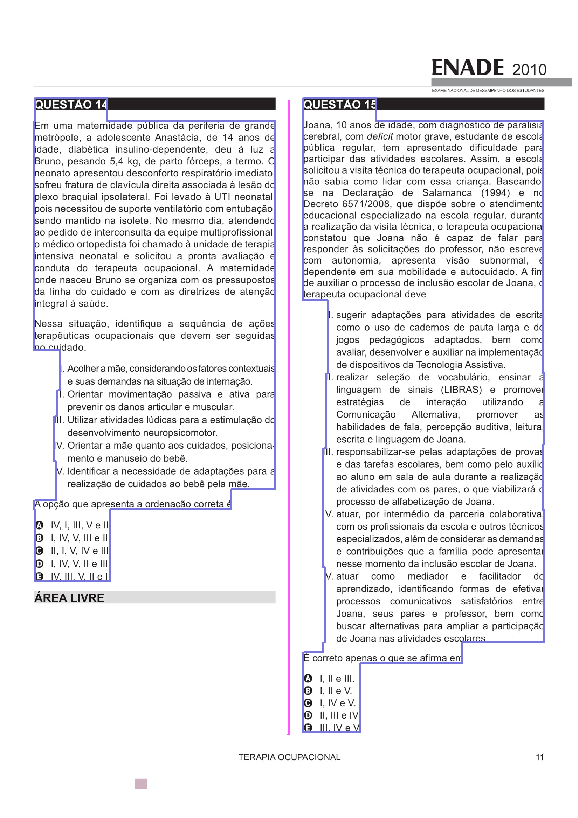 ENADE 2010
EXAME NACIONAL DE DESEMPENHO DOS ESTUDANTES
QUESTÃO 14
Em uma maternidade pública da periferia de grande
metrópole, a adolescente Anastácia, de 14 anos de
idade, diabética insulino-dependente, deu à luz a
Bruno, pesando 5,4 kg, de parto fórceps, a termo. O
neonato apresentou desconforto respiratório imediato,
sofreu fratura de clavícula direita associada à lesão do
plexo braquial ipsolateral. Foi levado à UTI neonatal,
pois necessitou de suporte ventilatório com entubação,
sendo mantido na isolete. No mesmo dia, atendendo
ao pedido de interconsulta da equipe multiprofissional,
o médico ortopedista foi chamado à unidade de terapia
intensiva neonatal e solicitou a pronta avaliação e
conduta do terapeuta ocupacional. A maternidade
onde nasceu Bruno se organiza com os pressupostos
da linha do cuidado e com as diretrizes de atenção
integral à saúde.
Nessa situação, identifique a sequência de ações
terapêuticas ocupacionais que devem ser seguidas
no cuidado.
I. Acolher a mãe, considerando os fatores contextuais
e suas demandas na situação de internação.
II. Orientar movimentação passiva e ativa para
prevenir os danos articular e muscular.
III. Utilizar atividades lúdicas para a estimulação do
desenvolvimento neuropsicomotor.
IV. Orientar a mãe quanto aos cuidados, posiciona-
mento e manuseio do bebê.
V. Identificar a necessidade de adaptações para a
realização de cuidados ao bebê pela mãe.
A opção que apresenta a ordenação correta é
A IV, I, III, V e II
B I, IV, V, III e II
C II, I, V, IV e III
D I, IV, V, II e III
E IV, III, V, II e I
ÁREA LIVRE
QUESTÃO 15
Joana, 10 anos de idade, com diagnóstico de paralisia
cerebral, com deficit motor grave, estudante de escola
pública regular, tem apresentado dificuldade para
participar das atividades escolares. Assim, a escola
solicitou a visita técnica do terapeuta ocupacional, pois
não sabia como lidar com essa criança. Baseando-
se na Declaração de Salamanca (1994) e no
Decreto 6571/2008, que dispõe sobre o atendimento
educacional especializado na escola regular, durante
a realização da visita técnica, o terapeuta ocupacional
constatou que Joana não é capaz de falar para
responder às solicitações do professor, não escreve
com autonomia, apresenta visão subnormal, é
dependente em sua mobilidade e autocuidado. A fim
de auxiliar o processo de inclusão escolar de Joana, o
terapeuta ocupacional deve
I. sugerir adaptações para atividades de escrita
como o uso de cadernos de pauta larga e de
jogos pedagógicos adaptados, bem como
avaliar, desenvolver e auxiliar na implementação
de dispositivos da Tecnologia Assistiva.
II. realizar seleção de vocabulário, ensinar a
linguagem de sinais (LIBRAS) e promover
estratégias de interação utilizando a
Comunicação Alternativa, promover as
habilidades de fala, percepção auditiva, leitura,
escrita e linguagem de Joana.
III. responsabilizar-se pelas adaptações de provas
e das tarefas escolares, bem como pelo auxílio
ao aluno em sala de aula durante a realização
de atividades com os pares, o que viabilizará o
processo de alfabetização de Joana.
IV. atuar, por intermédio da parceria colaborativa,
com os profissionais da escola e outros técnicos
especializados, além de considerar as demandas
e contribuições que a família pode apresentar
nesse momento da inclusão escolar de Joana.
V. atuar como mediador e facilitador do
aprendizado, identificando formas de efetivar
processos comunicativos satisfatórios entre
Joana, seus pares e professor, bem como
buscar alternativas para ampliar a participação
de Joana nas atividades escolares.
É correto apenas o que se afirma em
A I, II e III.
B I, II e V.
C I, IV e V.
D II, III e IV.
E III, IV e V.
TERAPIA OCUPACIONAL
11